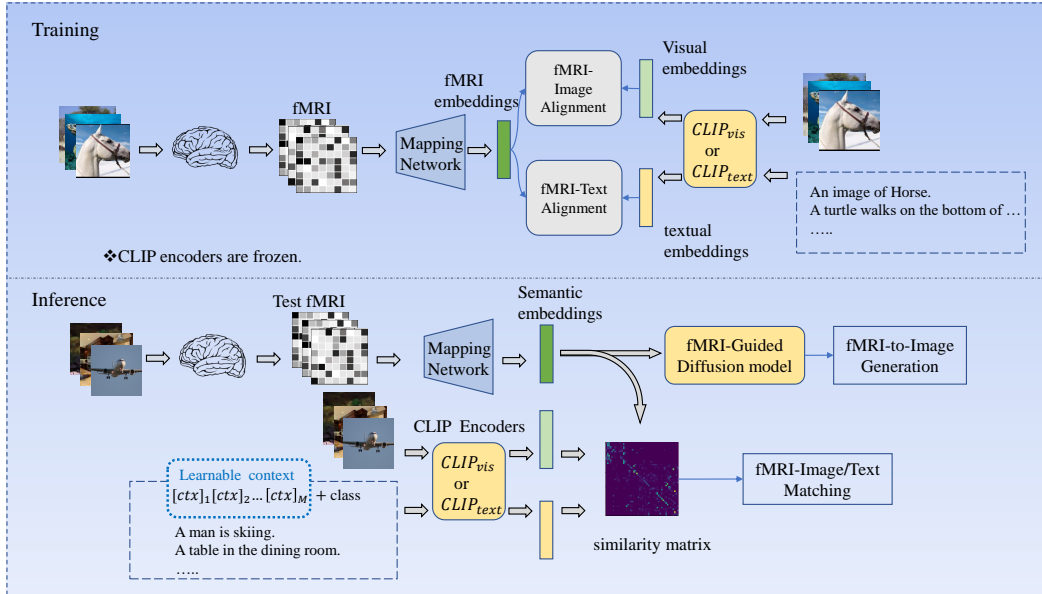 Training
fMRI
fMRI
embeddings
Mapping
Network
fMRI-
Image
Alignment
fMRI-Text
Alignment
Visual
embeddings
textual
embeddings
CLIP_vis
or
CLIP_text
An image of Horse.
A turtle walks on the bottom of …
…..
❖CLIP encoders are frozen.
Inference
Test fMRI
Mapping
Network
Semantic
embeddings
fMRI-Guided
Diffusion model
fMRI-to-Image
Generation
CLIP Encoders
CLIP_vis
or
CLIP_text
Learnable context
[ctx]_1[ctx]_2…[ctx]_M + class
A man is skiing.
A table in the dining room.
…..
similarity matrix
fMRI-Image/Text
Matching